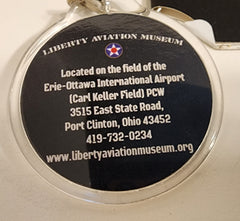 LIBERTY AVIATION MUSEUM
Located on the field of the
Erie-Ottawa International Airport
(Carl Keller Field) PCW
3515 East State Road,
Port Clinton, Ohio 43452
419-732-0234
www.libertyaviationmuseum.org